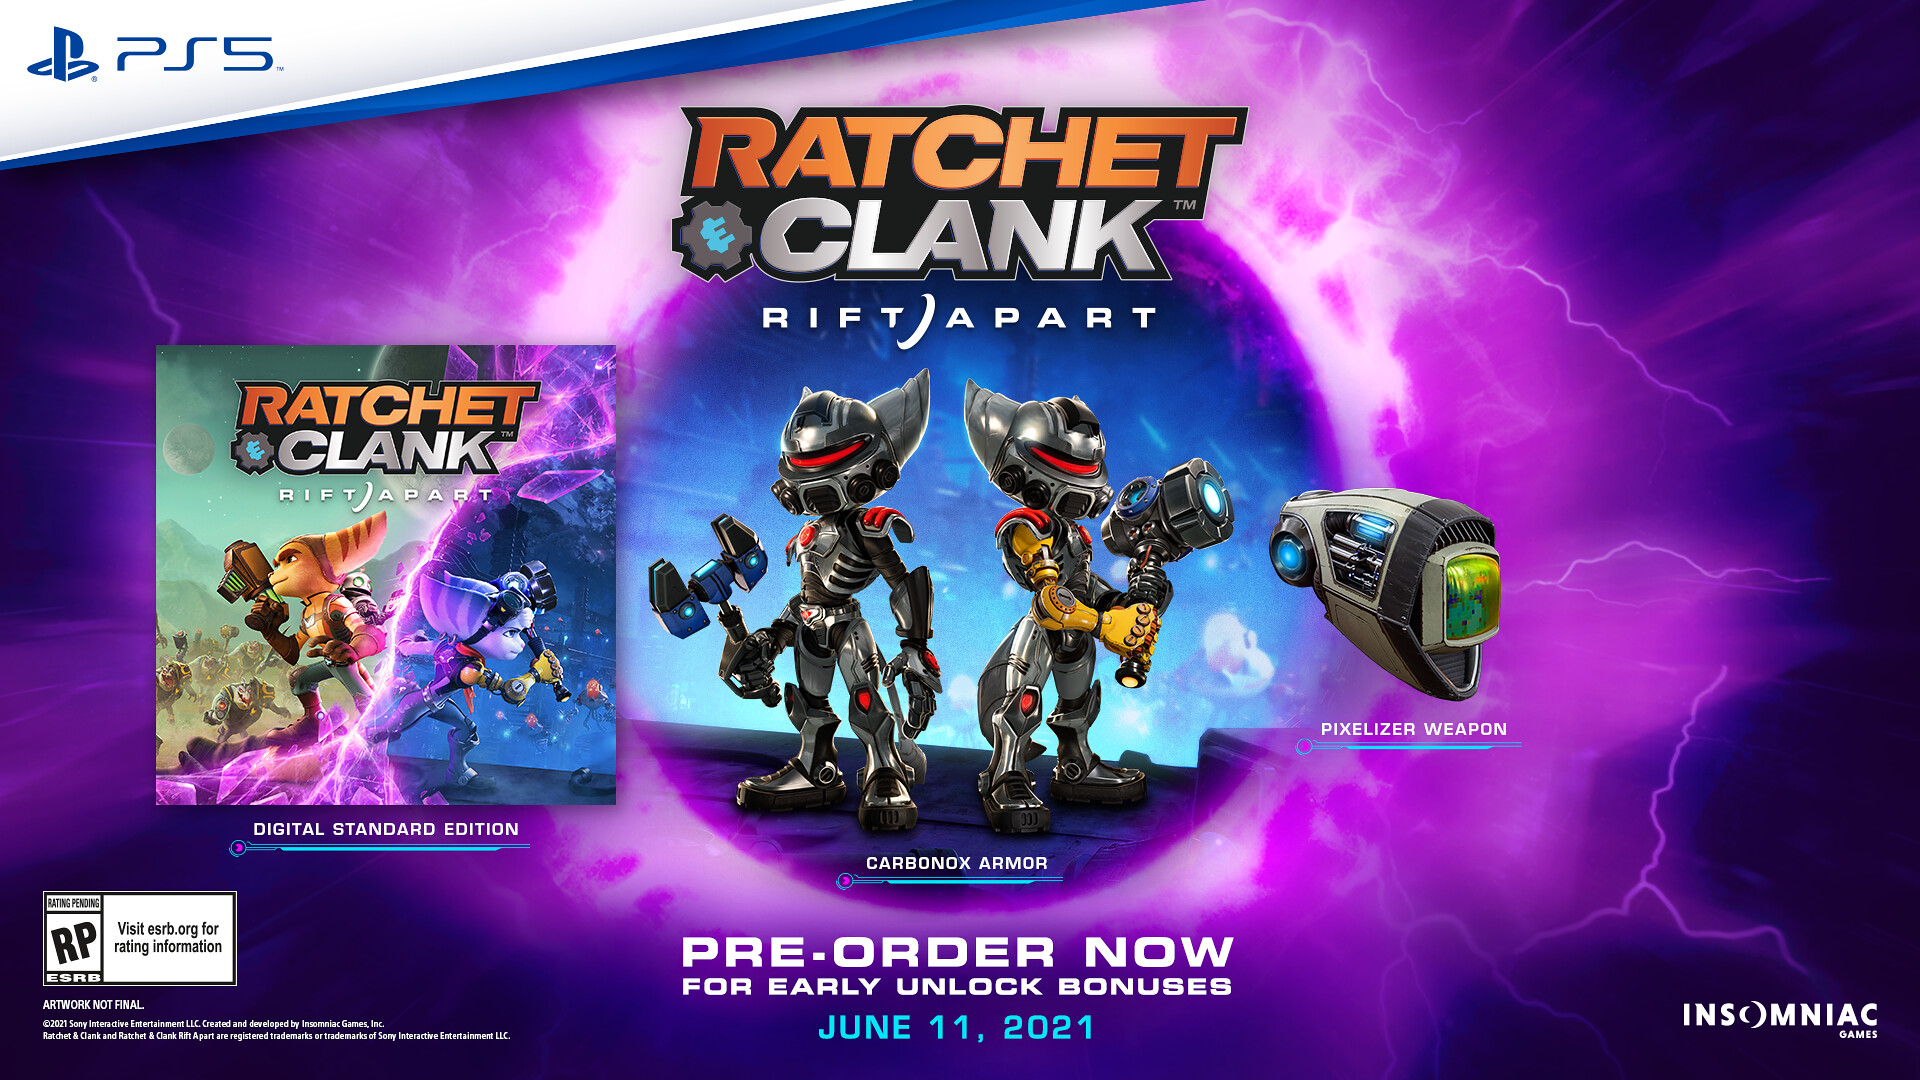 PS5
RATCHET
& CLANK™
RIFT APART
RATCHET
& CLANK™
RIFT APART
DIGITAL STANDARD EDITION
CARBONOX ARMOR
PIXELIZER WEAPON
RATING PENDING
RP
ESRB
Visit esrb.org for
rating information
ARTWORK NOT FINAL.
©2021 Sony Interactive Entertainment LLC. Created and developed by Insomniac Games, Inc.
Ratchet & Clank and Ratchet & Clank Rift Apart are registered trademarks or trademarks of Sony Interactive Entertainment LLC.
PRE-ORDER NOW
FOR EARLY UNLOCK BONUSES
JUNE 11, 2021
INSOMNIAC
GAMES